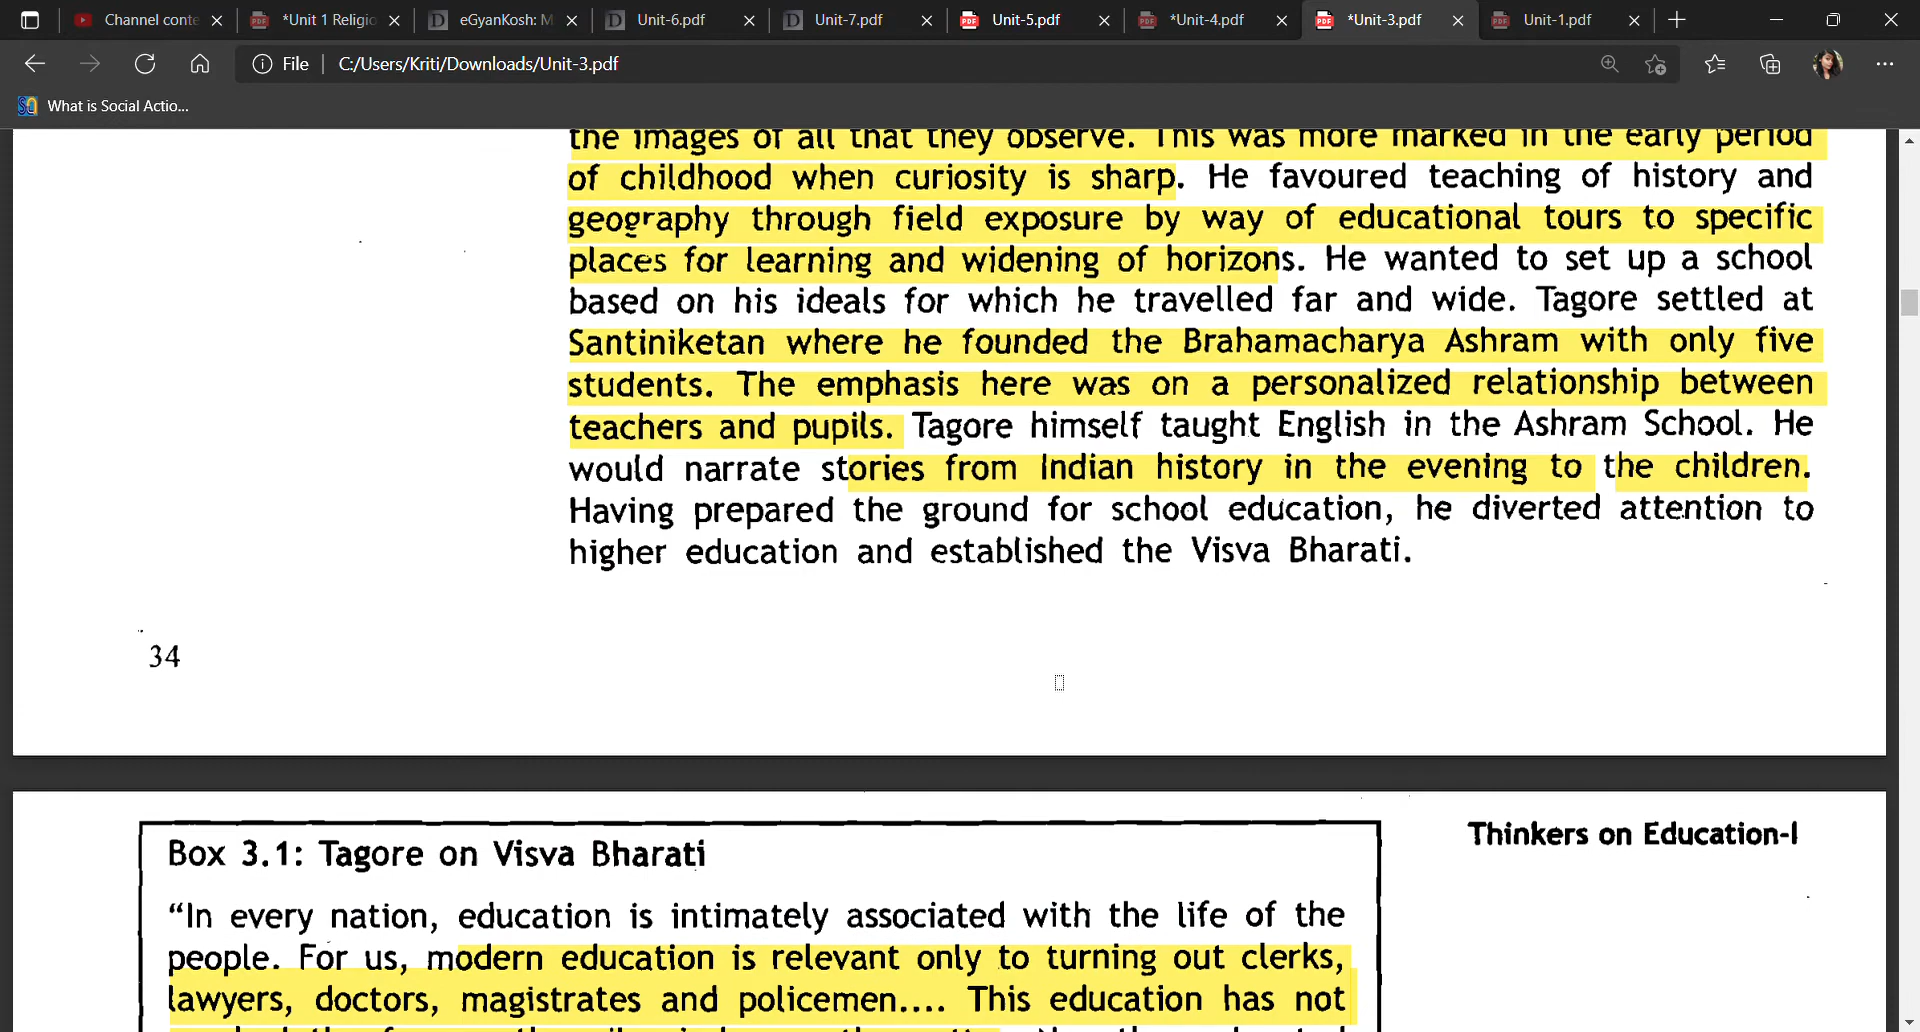 Channel conte
*Unit 1 Religio
eGyanKosh: M
Unit-6.pdf
Unit-7.pdf
Unit-5.pdf
*Unit-4.pdf
*Unit-3.pdf
Unit-1.pdf
File C:/Users/Kriti/Downloads/Unit-3.pdf
What is Social Actio...
the images of all that they observe. This was more marked in the early period
of childhood when curiosity is sharp. He favoured teaching of history and
geography through field exposure by way of educational tours to specific
places for learning and widening of horizons. He wanted to set up a school
based on his ideals for which he travelled far and wide. Tagore settled at
Santiniketan where he founded the Brahamacharya Ashram with only five
students. The emphasis here was on a personalized relationship between
teachers and pupils. Tagore himself taught English in the Ashram School. He
would narrate stories from Indian history in the evening to the children.
Having prepared the ground for school education, he diverted attention to
higher education and established the Visva Bharati.
34
Thinkers on Education-I
Box 3.1: Tagore on Visva Bharati
“In every nation, education is intimately associated with the life of the
people. For us, modern education is relevant only to turning out clerks,
lawyers, doctors, magistrates and policemen.... This education has not